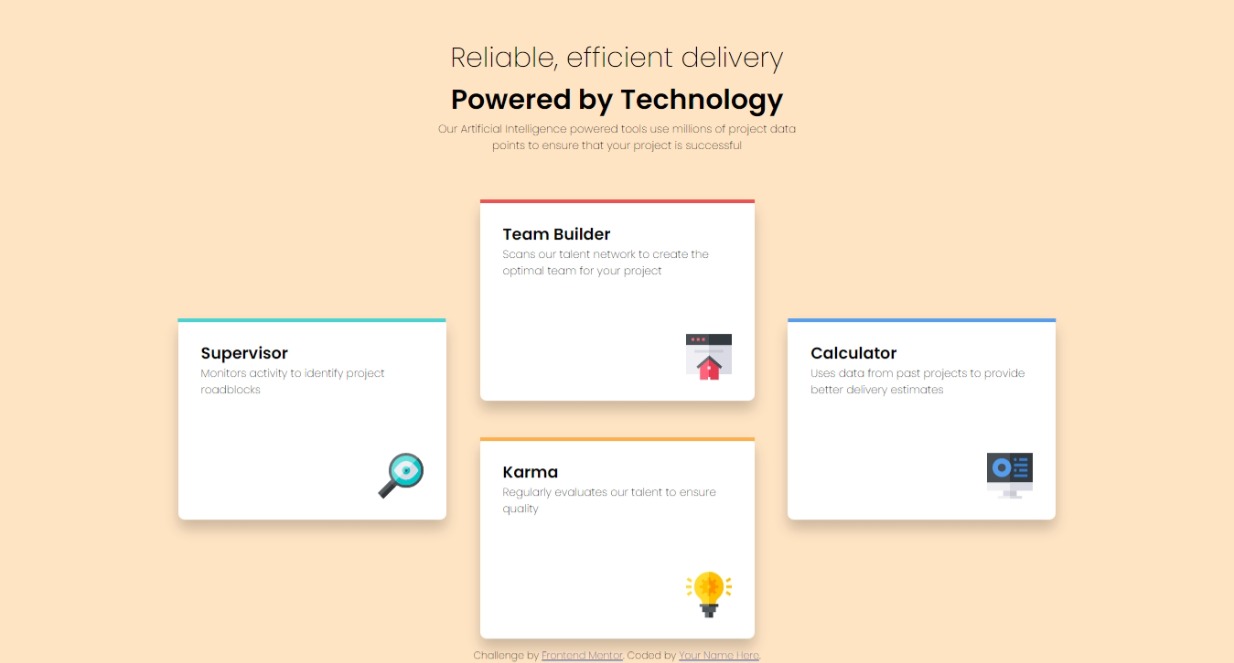 Reliable, efficient delivery
Powered by Technology
Our Artificial Intelligence powered tools use millions of project data
points to ensure that your project is successful
Team Builder
Scans our talent network to create the
optimal team for your project
Supervisor
Monitors activity to identify project
roadblocks
Calculator
Uses data from past projects to provide
better delivery estimates
Karma
Regularly evaluates our talent to ensure
quality
Challenge by Frontend Mentor. Coded by Your Name Here.